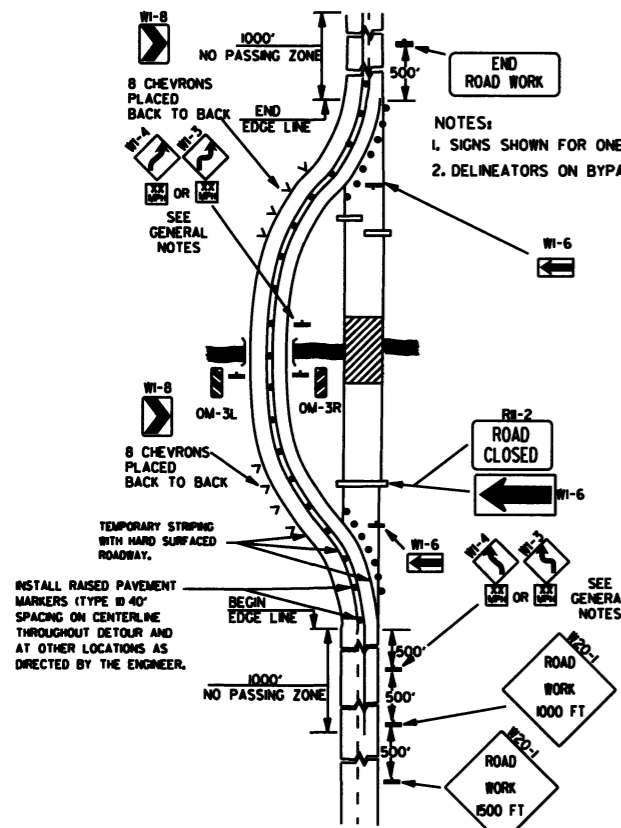 W1-8
1000'
NO PASSING ZONE
500'
END
ROAD WORK
8 CHEVRONS
PLACED
BACK TO BACK
END
EDGE LINE
NOTES:
1. SIGNS SHOWN FOR ONE
2. DELINEATORS ON BYPA
W1-4
W1-3
XX
MPH
OR
XX
MPH
SEE
GENERAL
NOTES
W1-6
W1-8
OM-3L
OM-3R
R11-2
ROAD
CLOSED
W1-6
8 CHEVRONS
PLACED
BACK TO BACK
TEMPORARY STRIPING
WITH HARD SURFACED
ROADWAY.
W1-6
W1-4
W1-3
XX
MPH
OR
XX
MPH
SEE
GENERAL
NOTES
INSTALL RAISED PAVEMENT
MARKERS (TYPE II) 40'
SPACING ON CENTERLINE
THROUGHOUT DETOUR AND
AT OTHER LOCATIONS AS
DIRECTED BY THE ENGINEER.
BEGIN
EDGE LINE
1000'
NO PASSING ZONE
500'
500'
500'
W20-1
ROAD
WORK
1000 FT
W20-1
ROAD
WORK
1500 FT